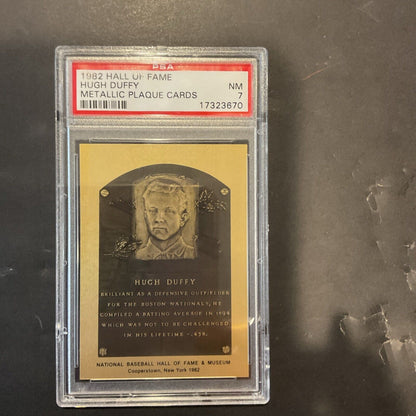 PSA
1982 HALL OF FAME
HUGH DUFFY NM
METALLIC PLAQUE CARDS 7
17323670
HUGH DUFFY
BRILLIANT AS A DEFENSIVE OUTFIELDER
FOR THE BOSTON NATIONALS, HE
COMPILED A BATTING AVERAGE IN 1894
WHICH WAS NOT TO BE CHALLENGED
IN HIS LIFETIME - .438.
NATIONAL BASEBALL HALL OF FAME & MUSEUM
Cooperstown, New York 1982